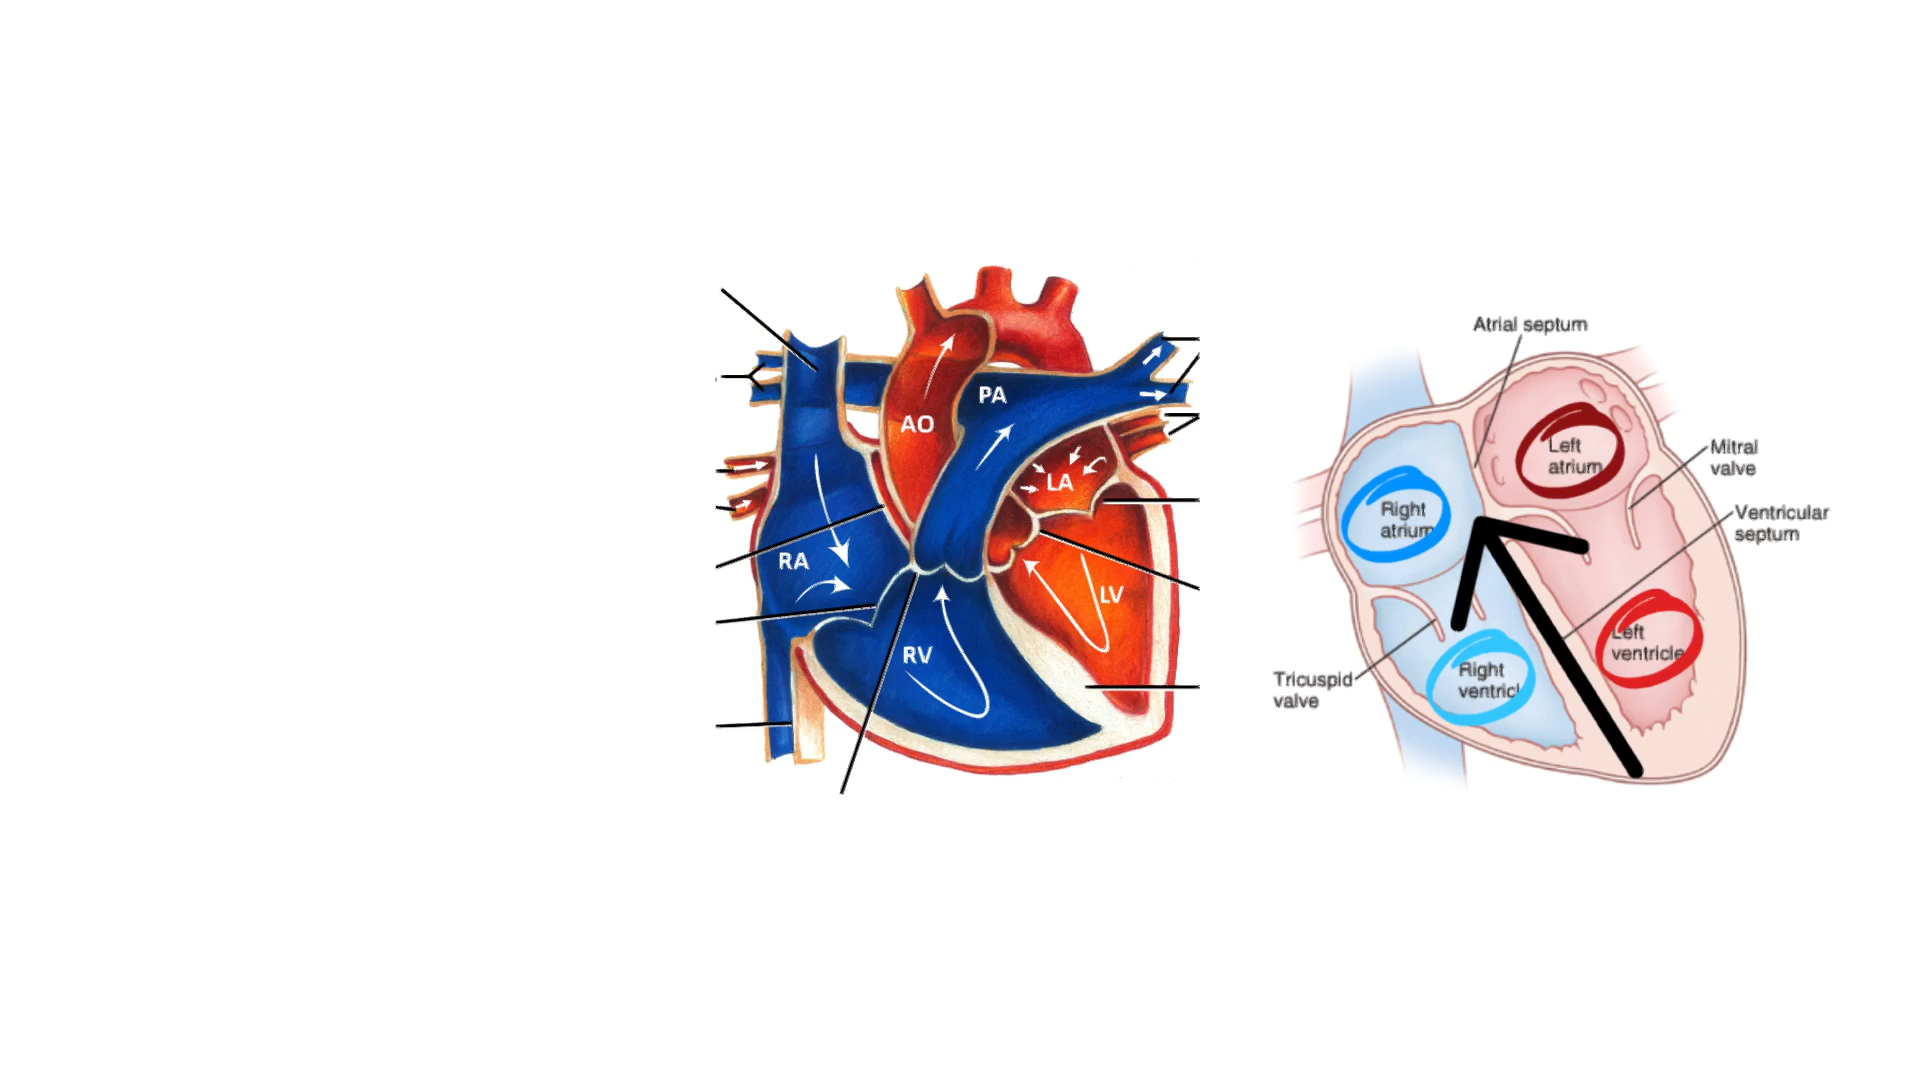 PA
AO
LA
RA
LV
RV
Atrial septum
Left
atrium
Mitral
valve
Right
atrium
Ventricular
septum
Left
ventricle
Tricuspid
valve
Right
ventricl